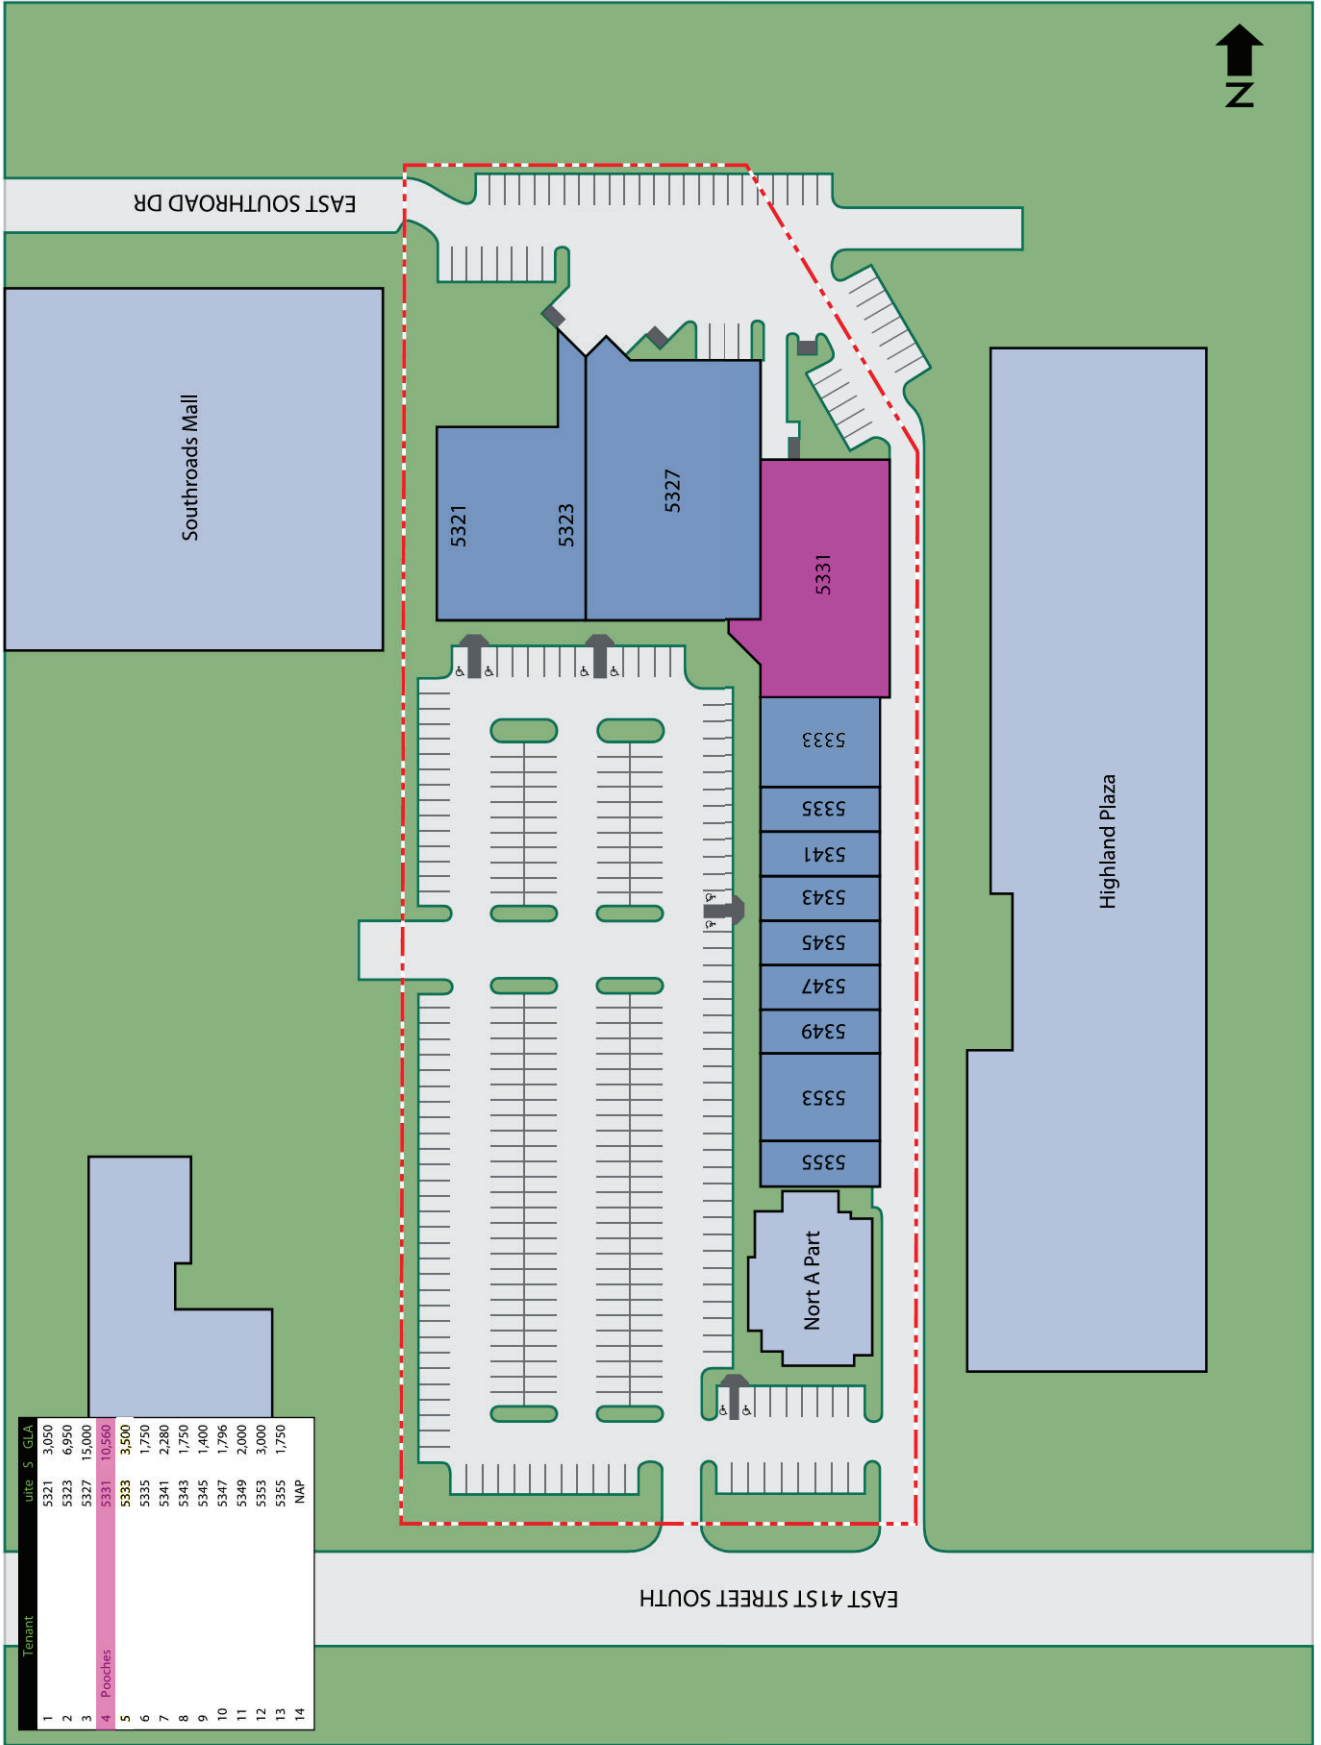 N
EAST SOUTHROAD DR
Southroads Mall
5321
5323
5327
5331
5333
5335
5341
5343
5345
5347
5349
5353
5355
Nort A Part
Highland Plaza
EAST 41ST STREET SOUTH
Tenant uite S GLA
1 5321 3,050
2 5323 6,950
3 5327 15,000
4 Pooches 5331 10,560
5 5333 3,500
6 5335 1,750
7 5341 2,280
8 5343 1,750
9 5345 1,400
10 5347 1,796
11 5349 2,000
12 5353 3,000
13 5355 1,750
14 NAP